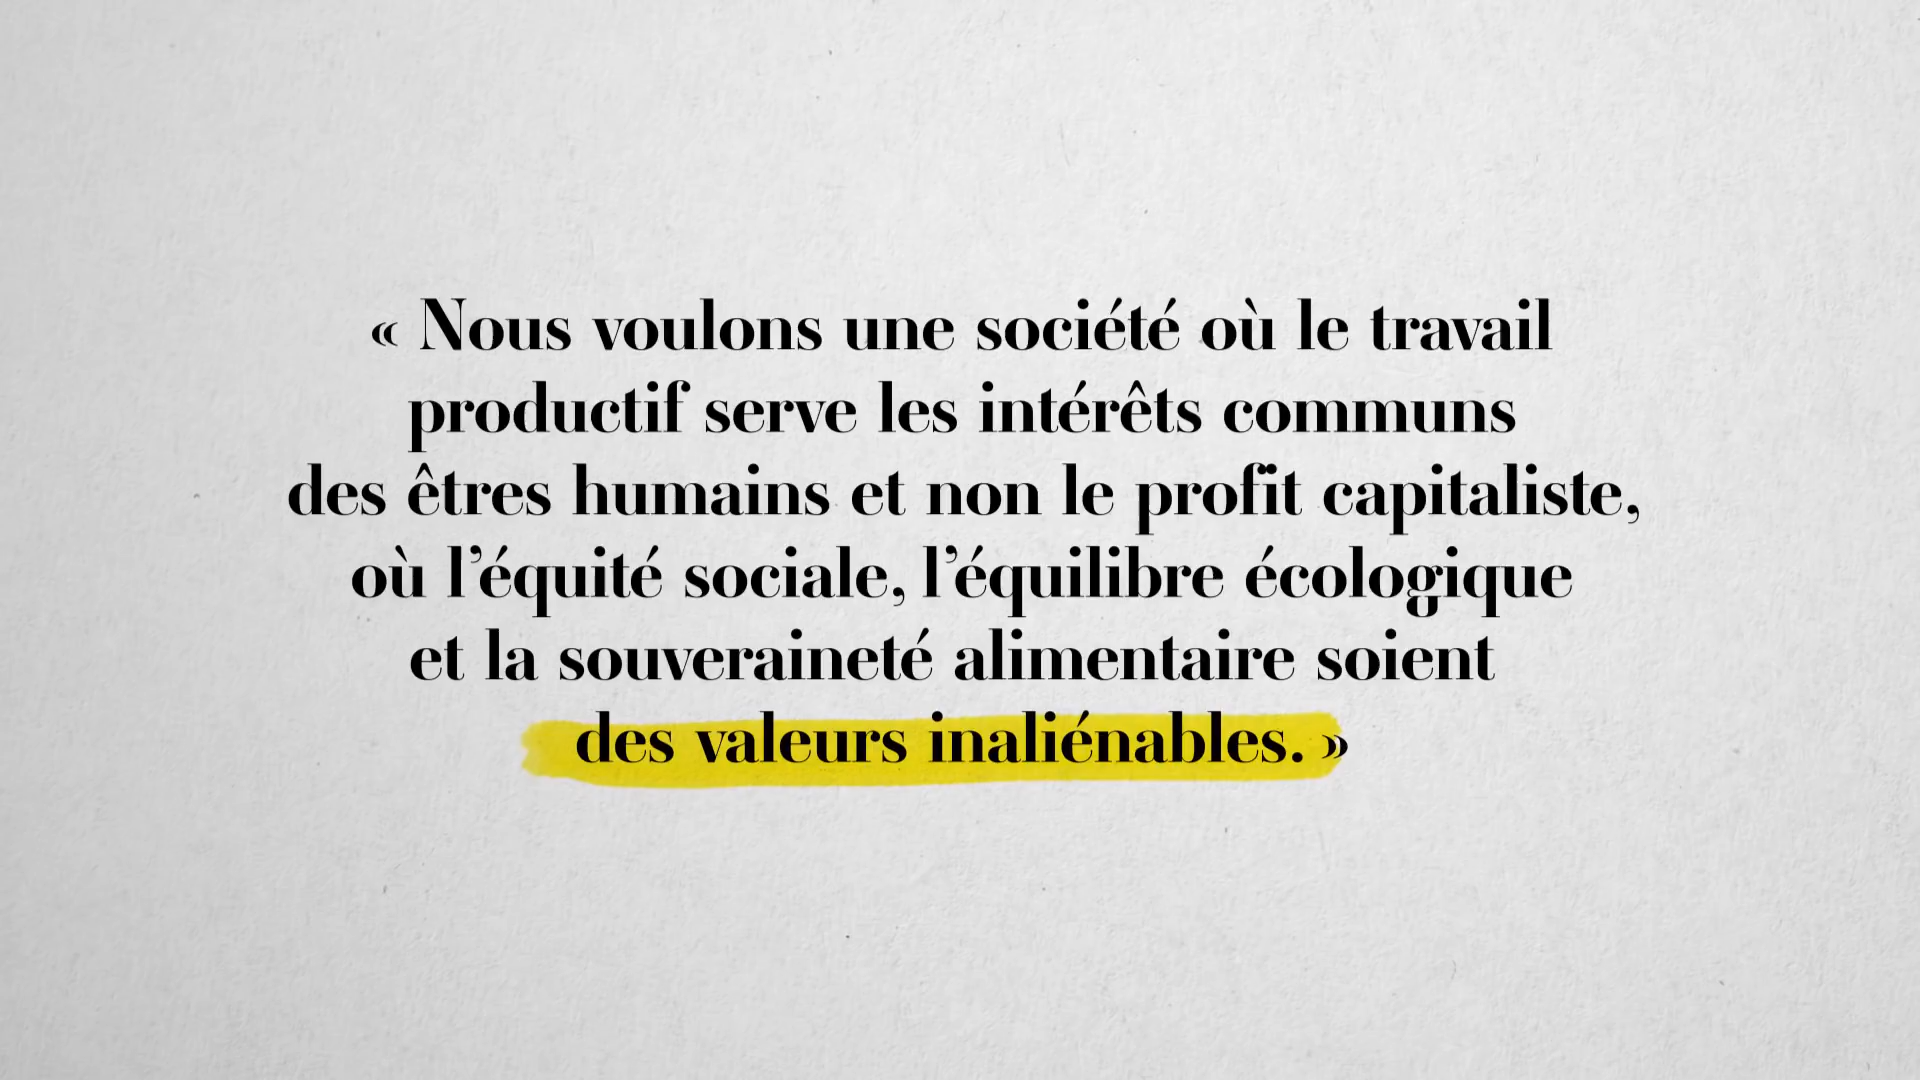 « Nous voulons une société où le travail
productif serve les intérêts communs
des êtres humains et non le profit capitaliste,
où l’équité sociale, l’équilibre écologique
et la souveraineté alimentaire soient
des valeurs inaliénables. »